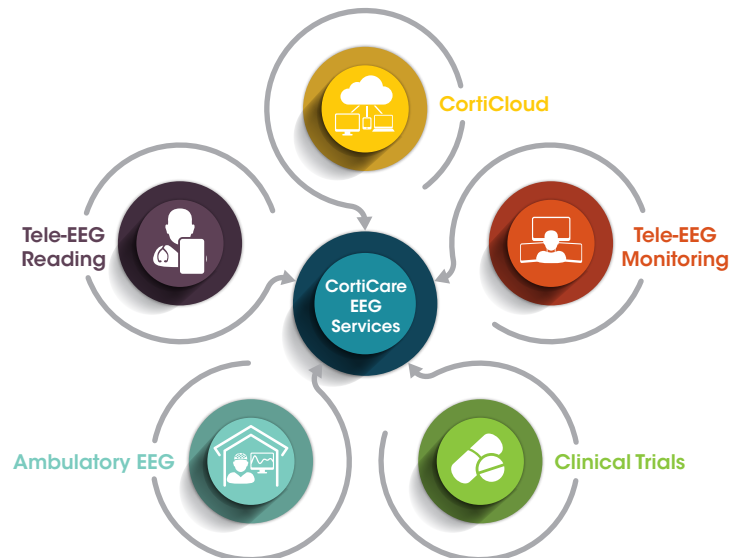 CortiCloud
Tele-EEG
Reading
Tele-EEG
Monitoring
CortiCare
EEG
Services
Ambulatory EEG
Clinical Trials